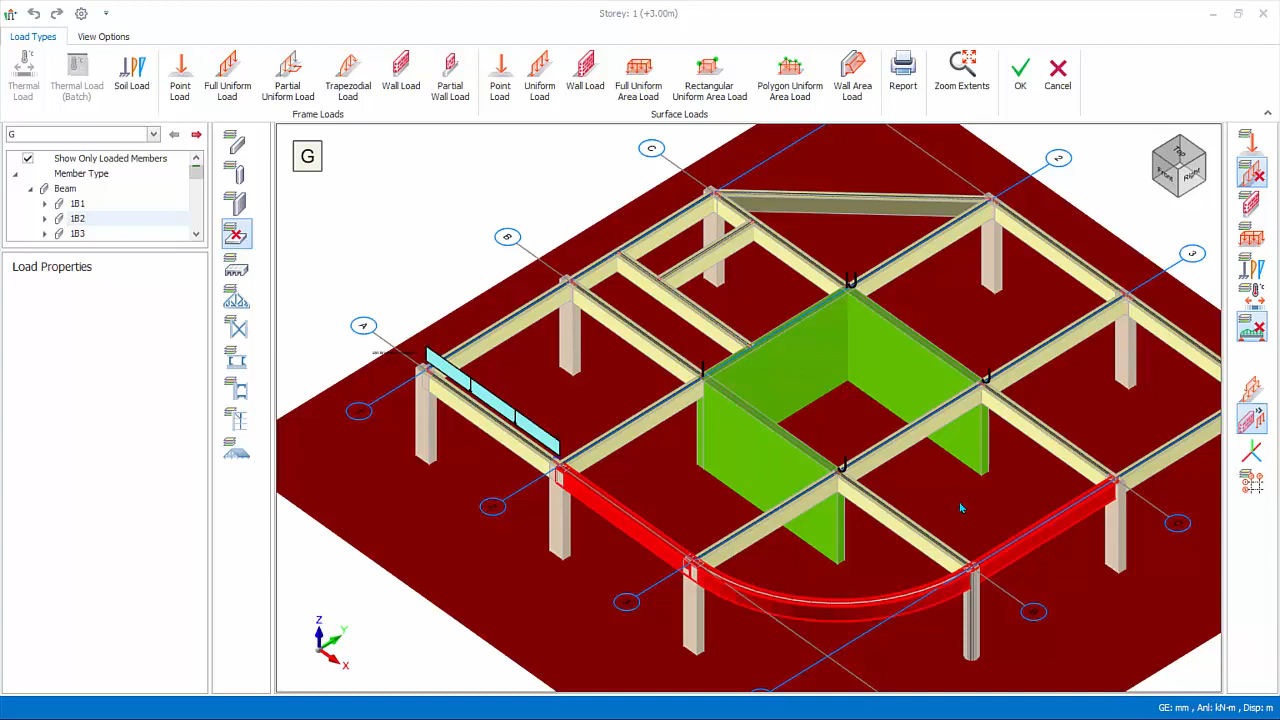 Storey: 1 (+3.00m)
Load Types
View Options
Thermal Load
Thermal Load (Batch)
Soil Load
Point Load
Full Uniform Load
Partial Uniform Load
Trapezoidal Load
Wall Load
Partial Wall Load
Point Load
Uniform Load
Wall Load
Full Uniform Area Load
Rectangular Uniform Area Load
Polygon Uniform Area Load
Wall Area Load
Report
Zoom Extents
OK
Cancel
Frame Loads
Surface Loads
G
Show Only Loaded Members
Member Type
Beam
1B1
1B2
1B3
Load Properties
G
C
2
B
3
A
Top
Front
Right
Z
Y
X
GE: mm , Anl: kN-m , Disp: m